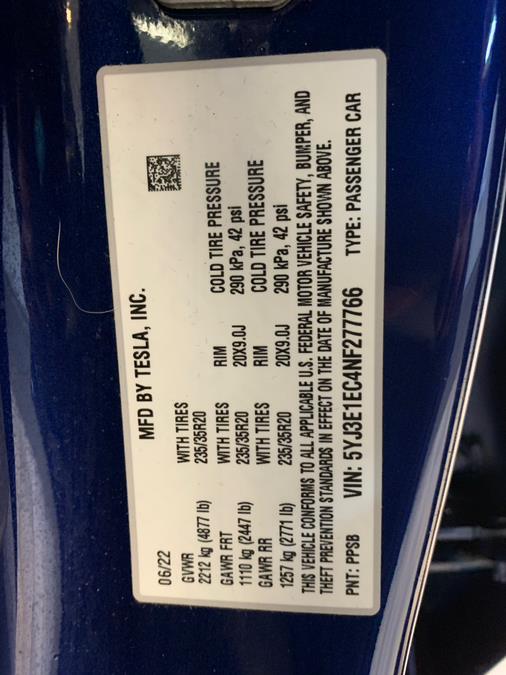 MFD BY TESLA, INC.
06/22
GVWR WITH TIRES RIM COLD TIRE PRESSURE
2212 kg (4877 lb) 235/35R20 20X9.0J 290 kPa, 42 psi
GAWR FRT WITH TIRES RIM COLD TIRE PRESSURE
1110 kg (2447 lb) 235/35R20 20X9.0J 290 kPa, 42 psi
GAWR RR WITH TIRES
1257 kg (2771 lb) 235/35R20
THIS VEHICLE CONFORMS TO ALL APPLICABLE U.S. FEDERAL MOTOR VEHICLE SAFETY, BUMPER, AND
THEFT PREVENTION STANDARDS IN EFFECT ON THE DATE OF MANUFACTURE SHOWN ABOVE.
VIN: 5YJ3E1EC4NF277766 TYPE: PASSENGER CAR
PNT: PPSB